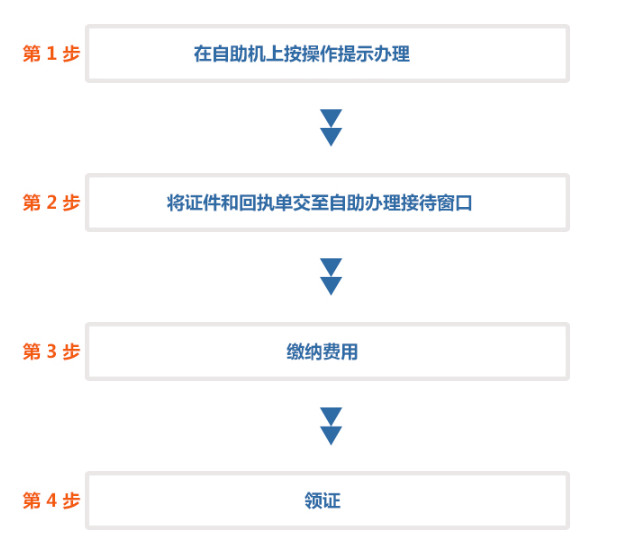 第 1 步 在自助机上按操作提示办理
第 2 步 将证件和回执单交至自助办理接待窗口
第 3 步 缴纳费用
第 4 步 领证